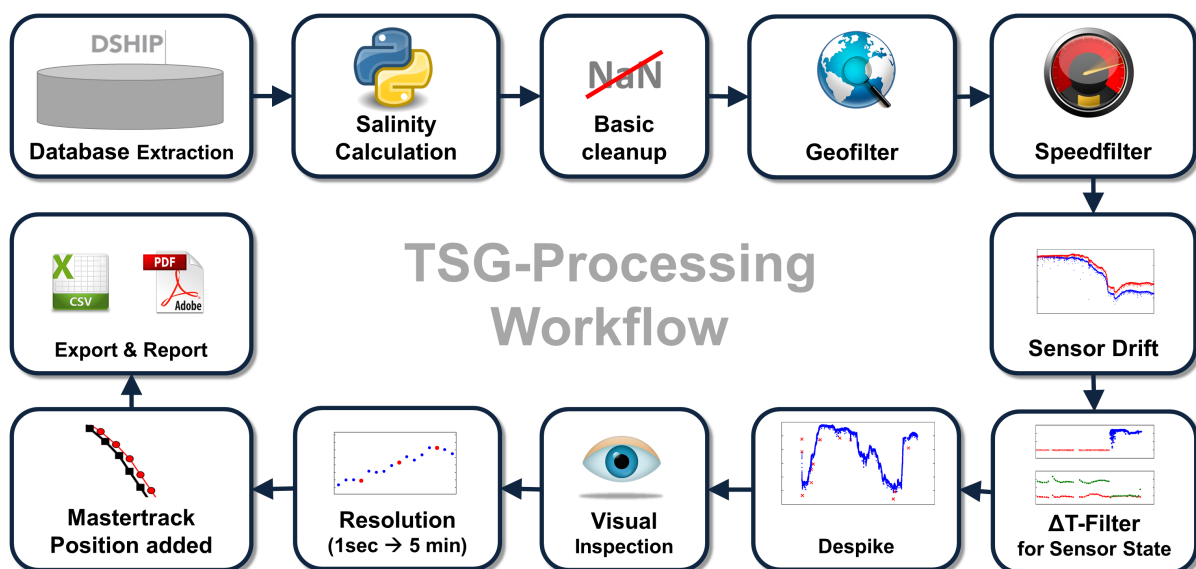 DSHIP
Database Extraction
Salinity
Calculation
NaN
Basic
cleanup
Geofilter
Speedfilter
TSG-Processing
Workflow
X
CSV
PDF
Adobe
Export & Report
Sensor Drift
Mastertrack
Position added
Resolution
(1sec → 5 min)
Visual
Inspection
Despike
ΔT-Filter
for Sensor State